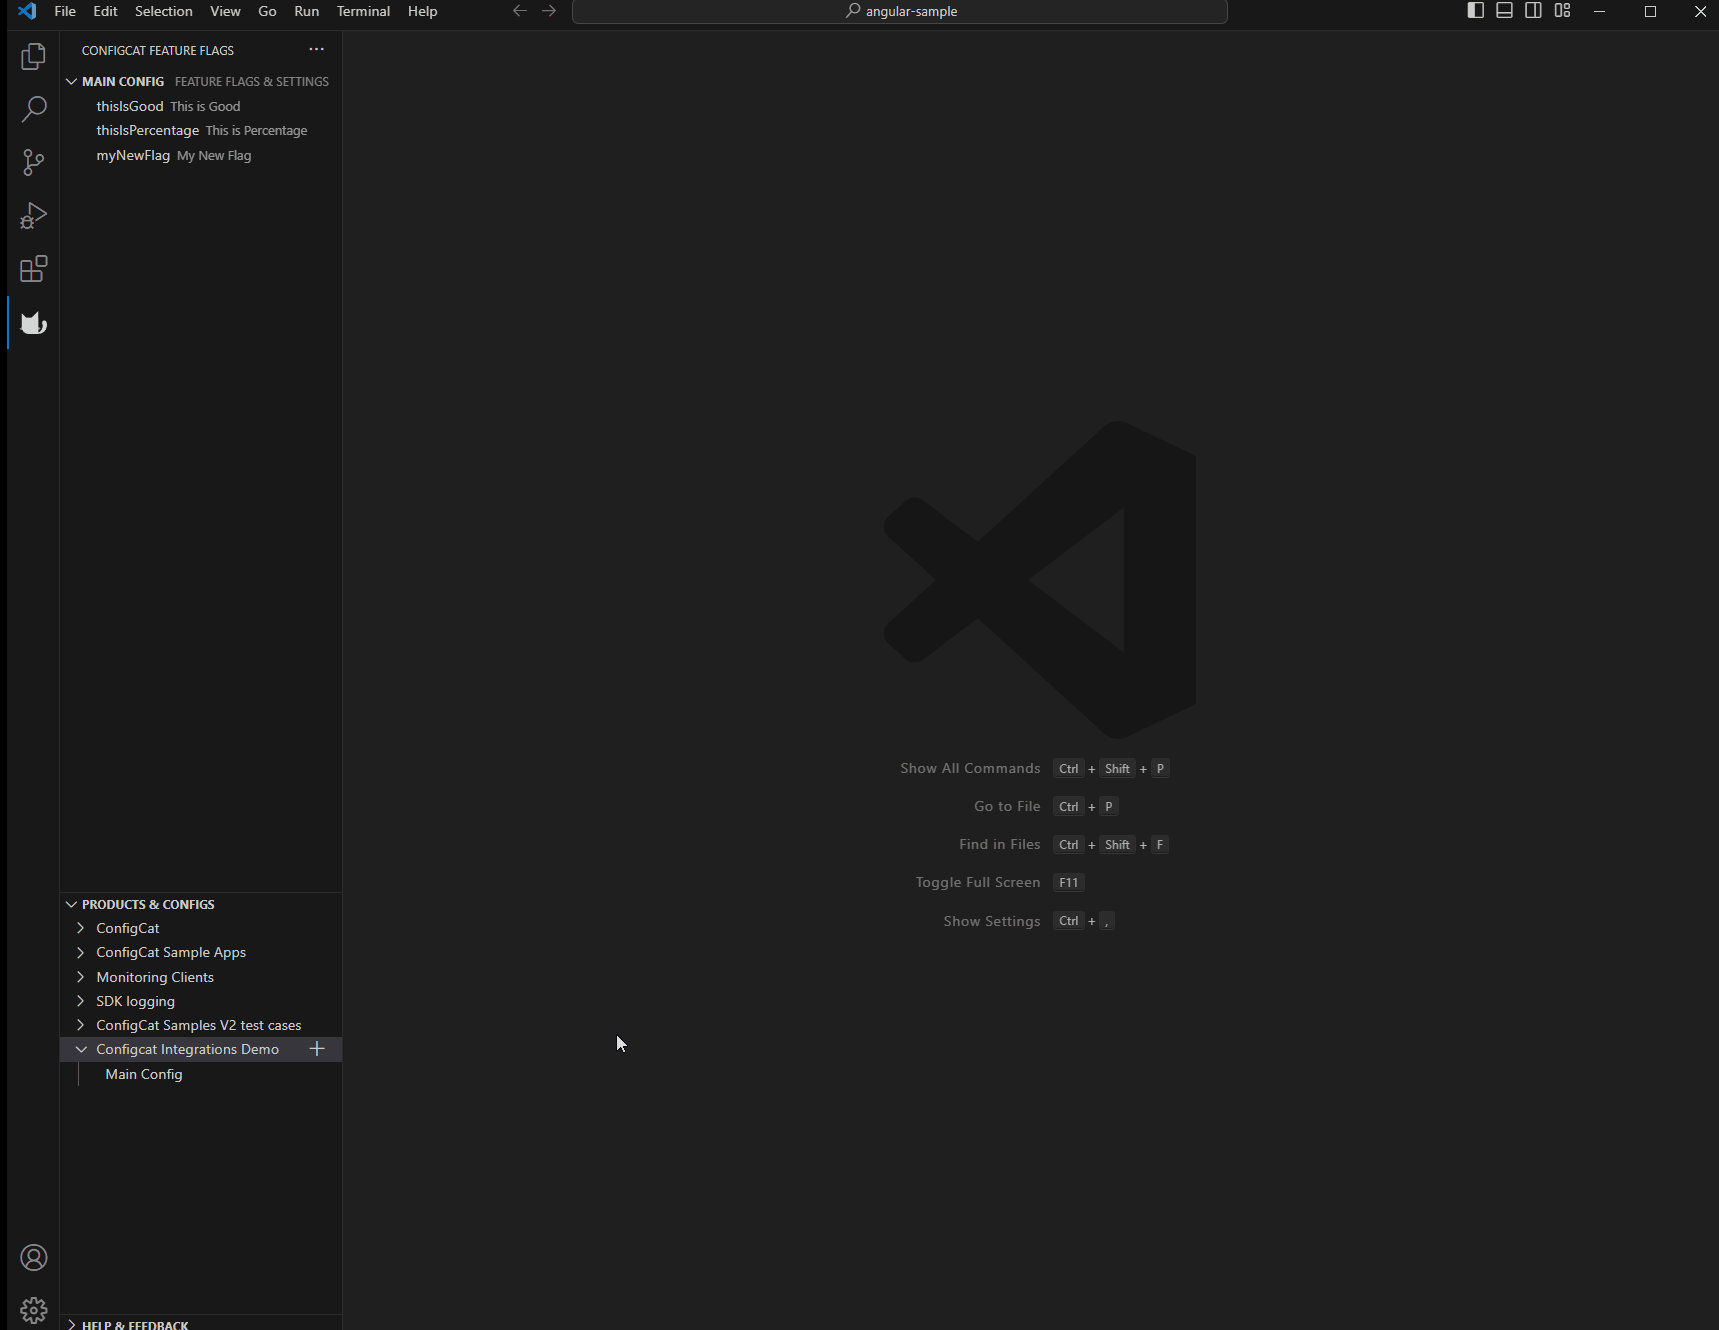 File Edit Selection View Go Run Terminal Help
angular-sample
CONFIGCAT FEATURE FLAGS
MAIN CONFIG FEATURE FLAGS & SETTINGS
thisIsGood This is Good
thisIsPercentage This is Percentage
myNewFlag My New Flag
Show All Commands Ctrl + Shift + P
Go to File Ctrl + P
Find in Files Ctrl + Shift + F
Toggle Full Screen F11
Show Settings Ctrl + ,
PRODUCTS & CONFIGS
ConfigCat
ConfigCat Sample Apps
Monitoring Clients
SDK logging
ConfigCat Samples V2 test cases
Configcat Integrations Demo
Main Config
HELP & FEEDBACK